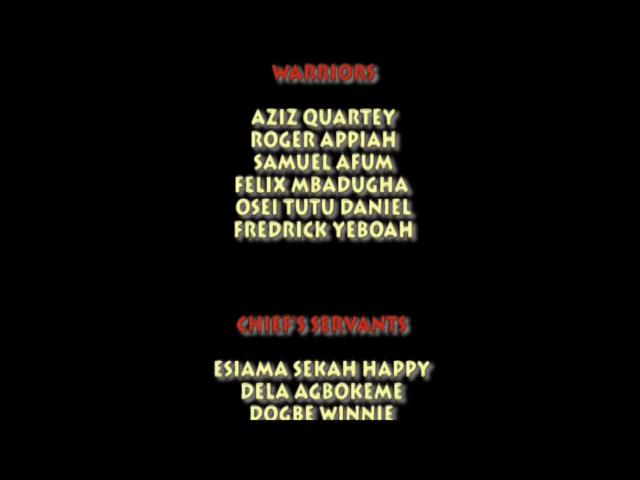 WARRIORS
AZIZ QUARTEY
ROGER APPIAH
SAMUEL AFUM
FELIX MBADUGHA
OSEI TUTU DANIEL
FREDRICK YEBOAH
CHIEF'S SERVANTS
ESIAMA SEKAH HAPPY
DELA AGBOKEME
DOGBE WINNIE